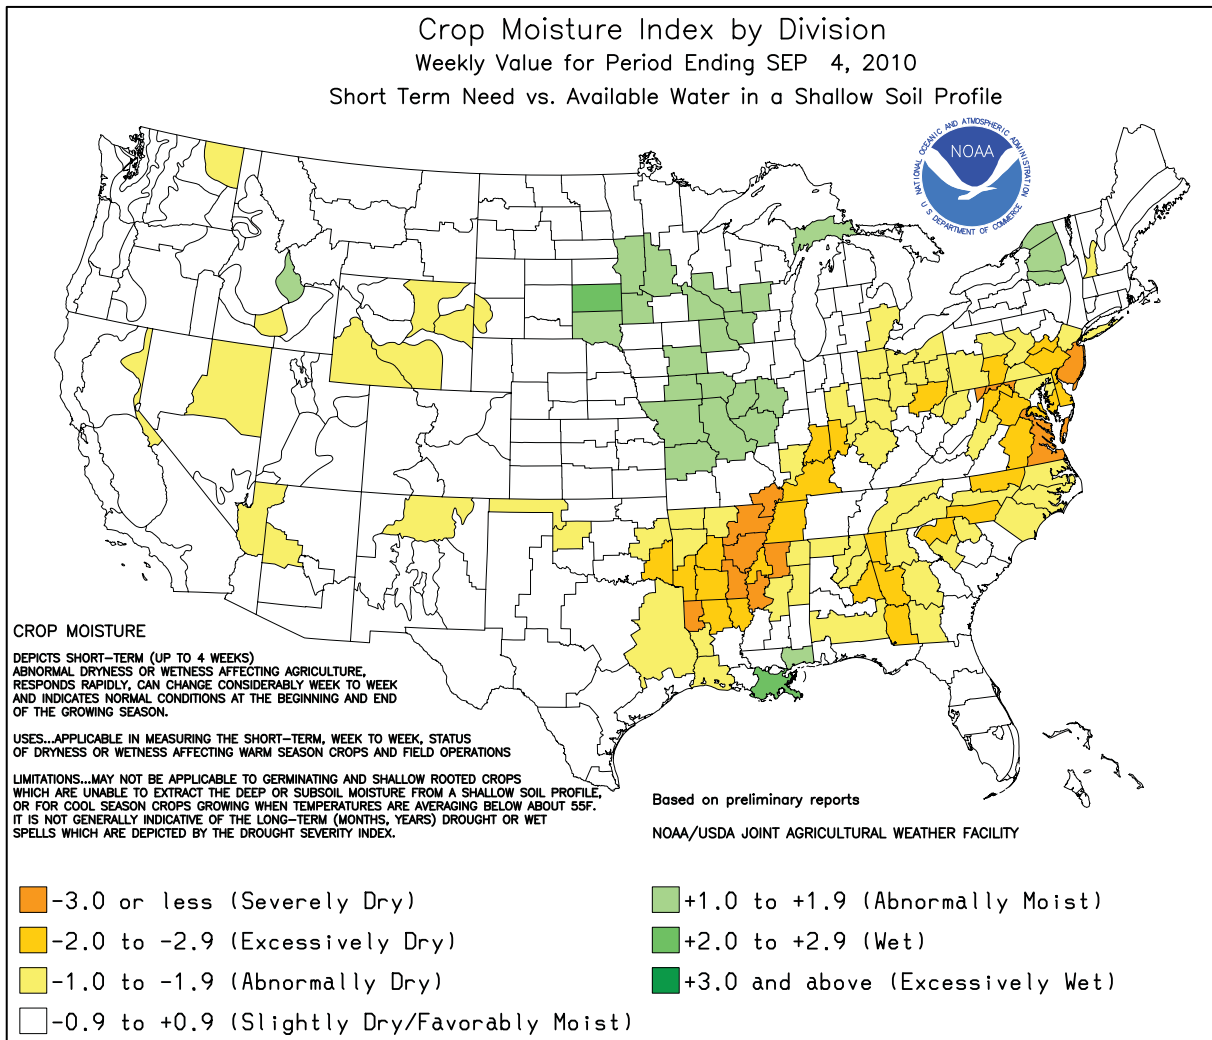 Crop Moisture Index by Division
Weekly Value for Period Ending SEP 4, 2010
Short Term Need vs. Available Water in a Shallow Soil Profile
NATIONAL OCEANIC AND ATMOSPHERIC ADMINISTRATION
NOAA
U S DEPARTMENT OF COMMERCE
CROP MOISTURE
DEPICTS SHORT-TERM (UP TO 4 WEEKS)
ABNORMAL DRYNESS OR WETNESS AFFECTING AGRICULTURE,
RESPONDS RAPIDLY, CAN CHANGE CONSIDERABLY WEEK TO WEEK
AND INDICATES NORMAL CONDITIONS AT THE BEGINNING AND END
OF THE GROWING SEASON.
USES...APPLICABLE IN MEASURING THE SHORT-TERM, WEEK TO WEEK, STATUS
OF DRYNESS OR WETNESS AFFECTING WARM SEASON CROPS AND FIELD OPERATIONS
LIMITATIONS...MAY NOT BE APPLICABLE TO GERMINATING AND SHALLOW ROOTED CROPS
WHICH ARE UNABLE TO EXTRACT THE DEEP OR SUBSOIL MOISTURE FROM A SHALLOW SOIL PROFILE,
OR FOR COOL SEASON CROPS GROWING WHEN TEMPERATURES ARE AVERAGING BELOW ABOUT 55F.
IT IS NOT GENERALLY INDICATIVE OF THE LONG-TERM (MONTHS, YEARS) DROUGHT OR WET
SPELLS WHICH ARE DEPICTED BY THE DROUGHT SEVERITY INDEX.
Based on preliminary reports
NOAA/USDA JOINT AGRICULTURAL WEATHER FACILITY
-3.0 or less (Severely Dry)
-2.0 to -2.9 (Excessively Dry)
-1.0 to -1.9 (Abnormally Dry)
-0.9 to +0.9 (Slightly Dry/Favorably Moist)
+1.0 to +1.9 (Abnormally Moist)
+2.0 to +2.9 (Wet)
+3.0 and above (Excessively Wet)